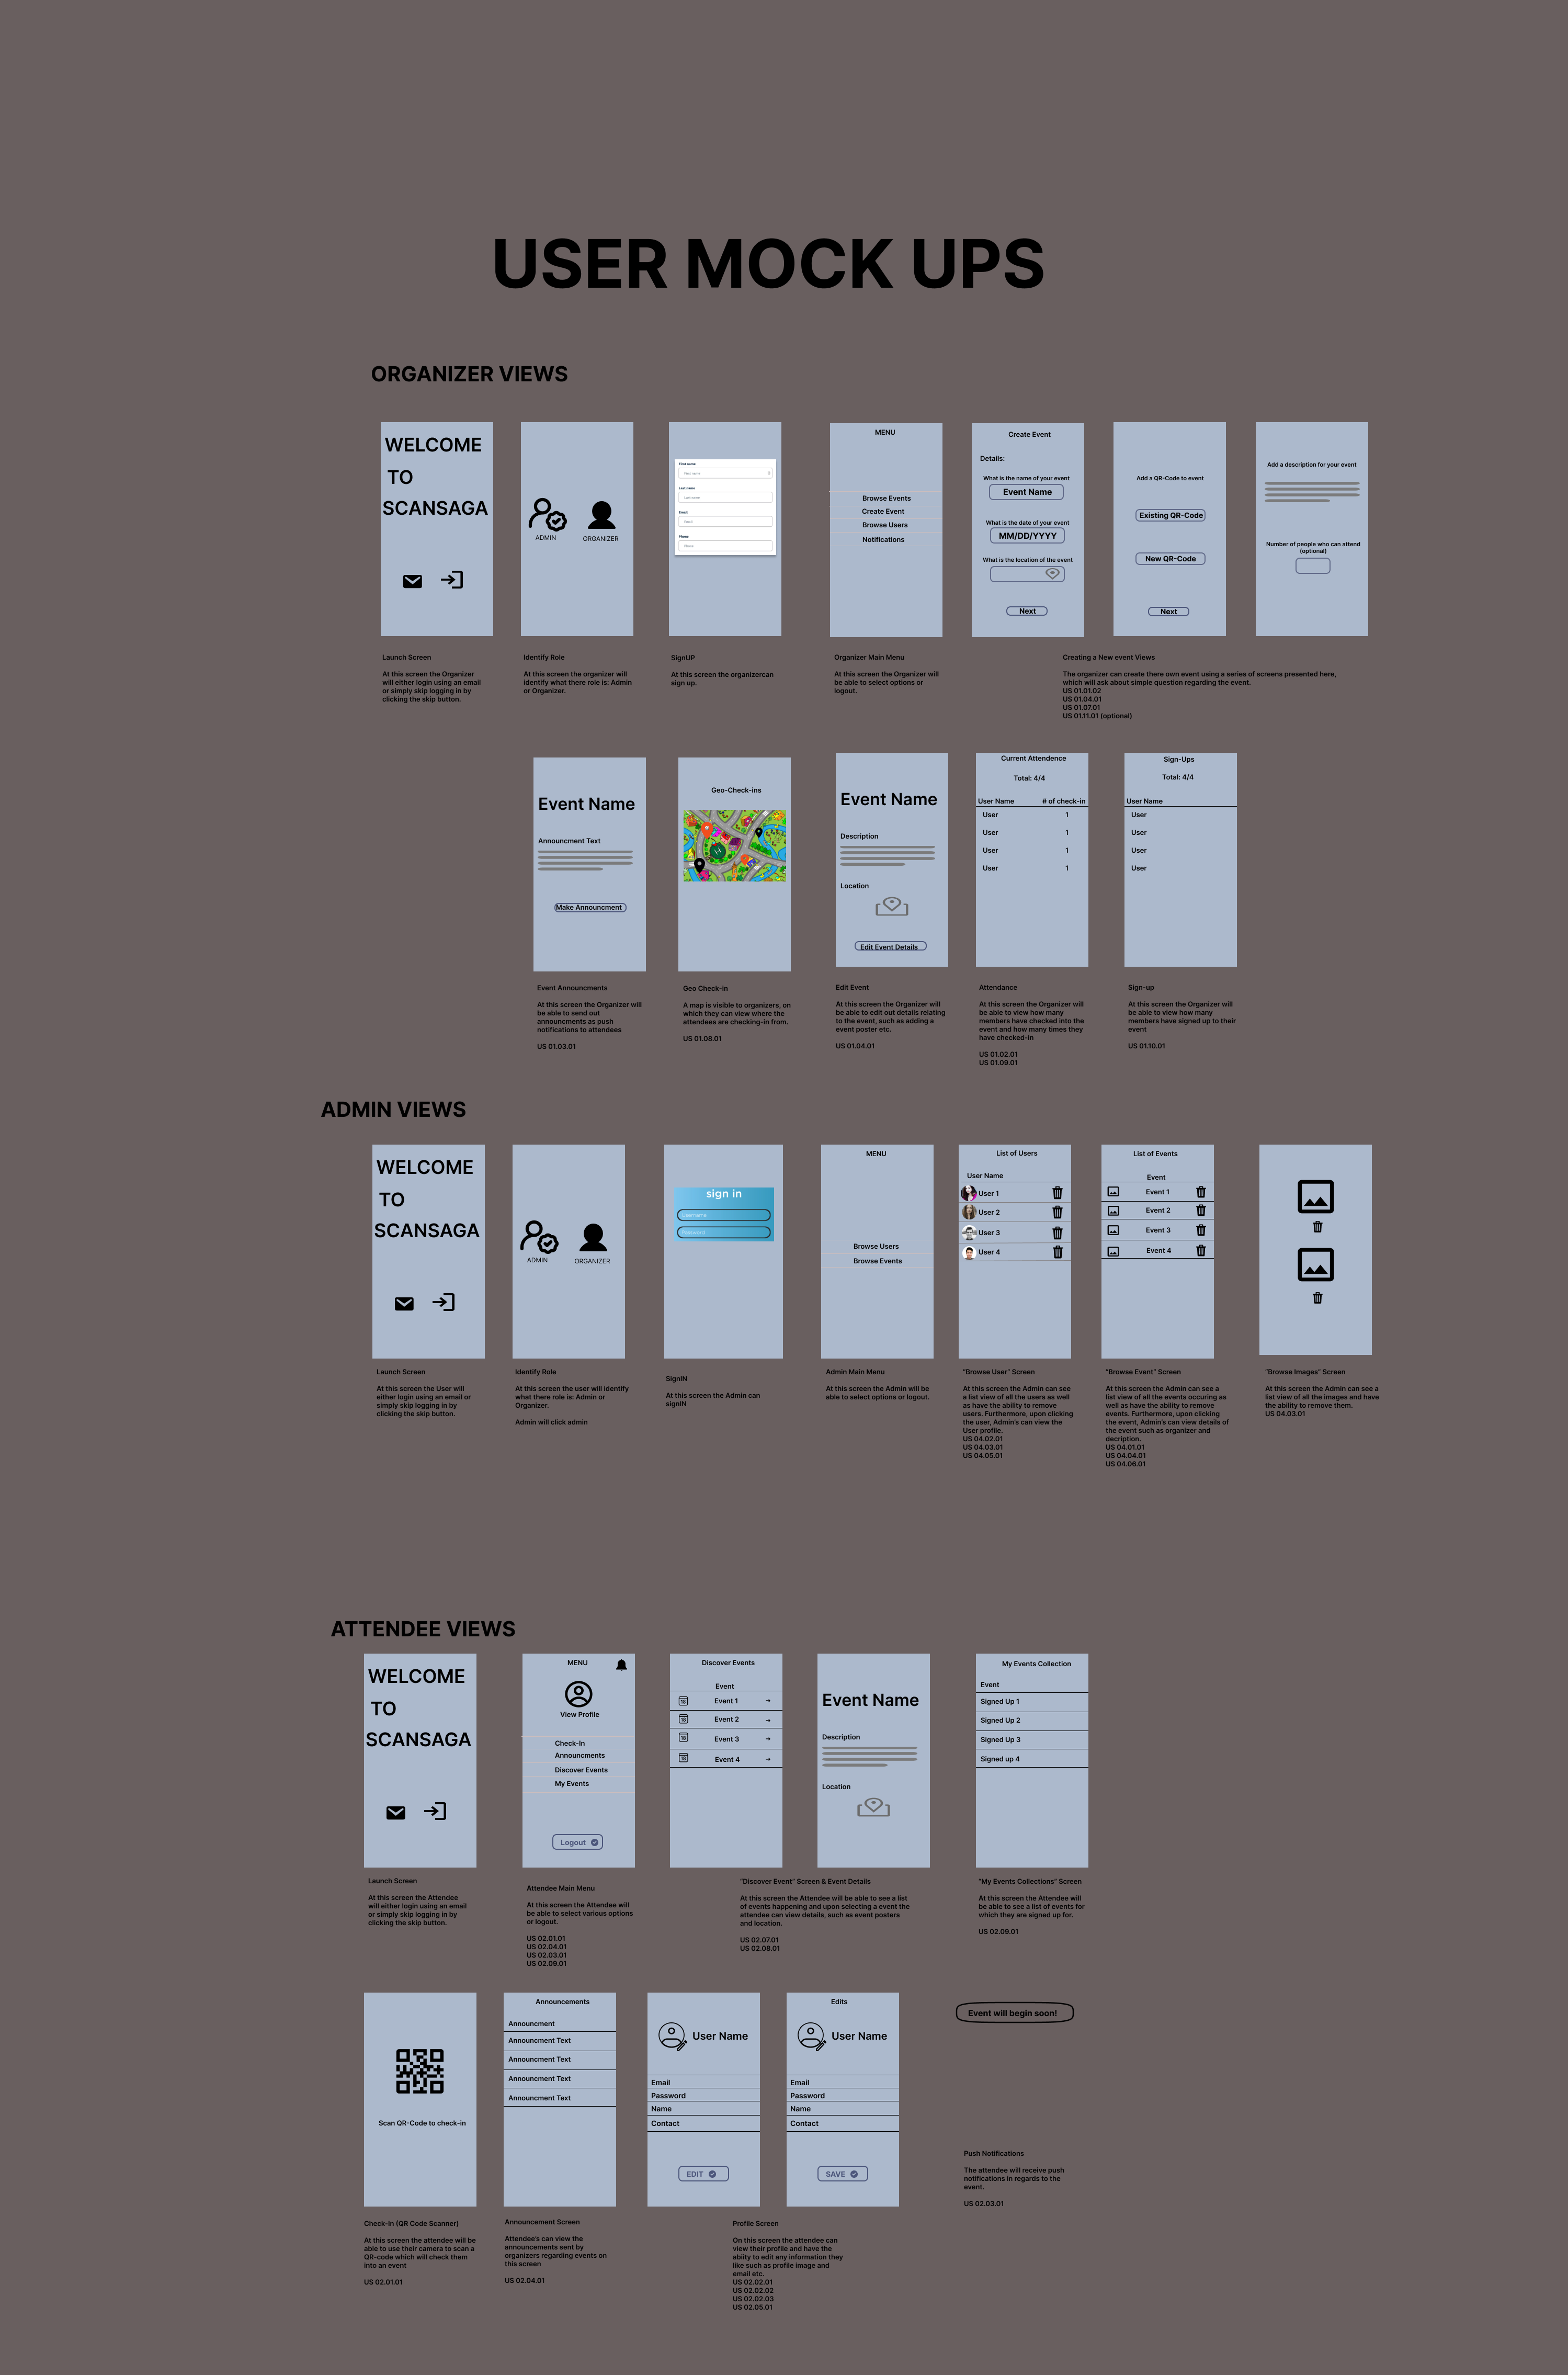 USER MOCK UPS
ORGANIZER VIEWS
WELCOME
TO
SCANSAGA
ADMIN
ORGANIZER
First name
First name
Last name
Last name
Email
Email
Phone
Phone
MENU
Browse Events
Create Event
Browse Users
Notifications
Create Event
Details:
What is the name of your event
Event Name
What is the date of your event
MM/DD/YYYY
What is the location of the event
Next
Add a QR-Code to event
Existing QR-Code
New QR-Code
Next
Add a description for your event
Number of people who can attend
(optional)
Launch Screen
At this screen the Organizer
will either login using an email
or simply skip logging in by
clicking the skip button.
Identify Role
At this screen the organizer will
identify what there role is: Admin
or Organizer.
SignUP
At this screen the organizercan
sign up.
Organizer Main Menu
At this screen the Organizer will
be able to select options or
logout.
Creating a New event Views
The organizer can create there own event using a series of screens presented here,
which will ask about simple question regarding the event.
US 01.01.02
US 01.04.01
US 01.07.01
US 01.11.01 (optional)
Event Name
Announcment Text
Make Announcment
Geo-Check-ins
Event Name
Description
Location
Edit Event Details
Current Attendence
Total: 4/4
User Name # of check-in
User 1
User 1
User 1
User 1
Sign-Ups
Total: 4/4
User Name
User
User
User
User
Event Announcments
At this screen the Organizer will
be able to send out
announcments as push
notifications to attendees
US 01.03.01
Geo Check-in
A map is visible to organizers, on
which they can view where the
attendees are checking-in from.
US 01.08.01
Edit Event
At this screen the Organizer will
be able to edit out details relating
to the event, such as adding a
event poster etc.
US 01.04.01
Attendance
At this screen the Organizer will
be able to view how many
members have checked into the
event and how many times they
have checked-in
US 01.02.01
US 01.09.01
Sign-up
At this screen the Organizer will
be able to view how many
members have signed up to their
event
US 01.10.01
ADMIN VIEWS
WELCOME
TO
SCANSAGA
ADMIN
ORGANIZER
sign in
username
password
MENU
Browse Users
Browse Events
List of Users
User Name
User 1
User 2
User 3
User 4
List of Events
Event
Event 1
Event 2
Event 3
Event 4
Launch Screen
At this screen the User will
either login using an email or
simply skip logging in by
clicking the skip button.
Identify Role
At this screen the user will identify
what there role is: Admin or
Organizer.
Admin will click admin
SignIN
At this screen the Admin can
signIN
Admin Main Menu
At this screen the Admin will be
able to select options or logout.
"Browse User" Screen
At this screen the Admin can see
a list view of all the users as well
as have the ability to remove
users. Furthermore, upon clicking
the user, Admin's can view the
User profile.
US 04.02.01
US 04.03.01
US 04.05.01
"Browse Event" Screen
At this screen the Admin can see a
list view of all the events occuring as
well as have the ability to remove
events. Furthermore, upon clicking
the event, Admin's can view details of
the event such as organizer and
decription.
US 04.01.01
US 04.04.01
US 04.06.01
"Browse Images" Screen
At this screen the Admin can see a
list view of all the images and have
the ability to remove them.
US 04.03.01
ATTENDEE VIEWS
WELCOME
TO
SCANSAGA
MENU
View Profile
Check-In
Announcments
Discover Events
My Events
Logout
Discover Events
Event
18 Event 1
18 Event 2
18 Event 3
18 Event 4
Event Name
Description
Location
My Events Collection
Event
Signed Up 1
Signed Up 2
Signed Up 3
Signed up 4
Launch Screen
At this screen the Attendee
will either login using an email
or simply skip logging in by
clicking the skip button.
Attendee Main Menu
At this screen the Attendee will
be able to select various options
or logout.
US 02.01.01
US 02.04.01
US 02.03.01
US 02.09.01
"Discover Event" Screen & Event Details
At this screen the Attendee will be able to see a list
of events happening and upon selecting a event the
attendee can view details, such as event posters
and location.
US 02.07.01
US 02.08.01
"My Events Collections" Screen
At this screen the Attendee will
be able to see a list of events for
which they are signed up for.
US 02.09.01
Scan QR-Code to check-in
Announcements
Announcment
Announcment Text
Announcment Text
Announcment Text
Announcment Text
User Name
Email
Password
Name
Contact
EDIT
Edits
User Name
Email
Password
Name
Contact
SAVE
Event will begin soon!
Push Notifications
The attendee will receive push
notifications in regards to the
event.
US 02.03.01
Check-In (QR Code Scanner)
At this screen the attendee will be
able to use their camera to scan a
QR-code which will check them
into an event
US 02.01.01
Announcement Screen
Attendee's can view the
announcements sent by
organizers regarding events on
this screen
US 02.04.01
Profile Screen
On this screen the attendee can
view their profile and have the
abiity to edit any information they
like such as profile image and
email etc.
US 02.02.01
US 02.02.02
US 02.02.03
US 02.05.01